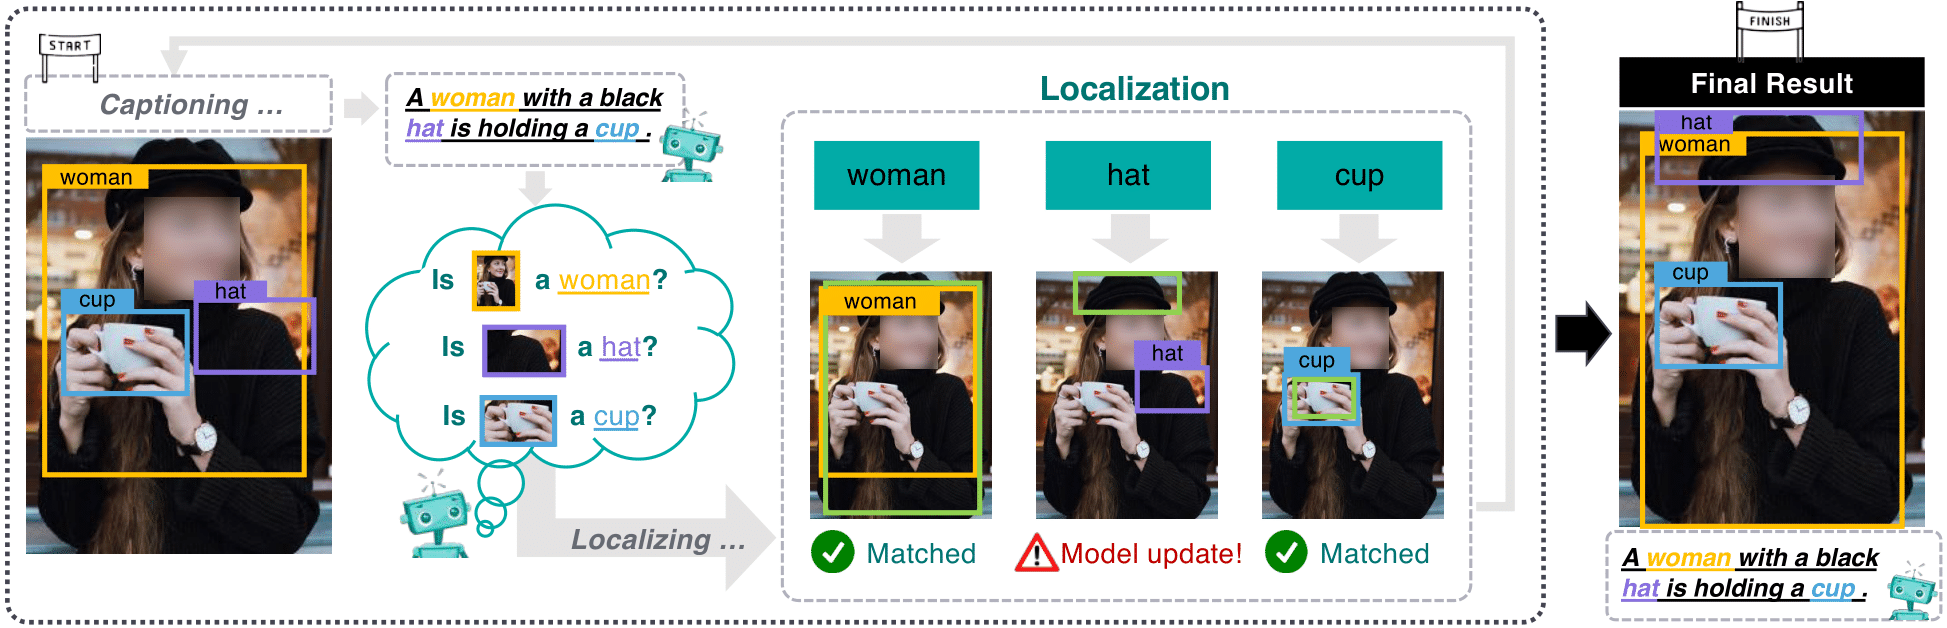 START
Captioning ...
A woman with a black
hat is holding a cup .
woman
cup
hat
Is a woman?
Is a hat?
Is a cup?
Localizing ...
Localization
woman
hat
cup
woman
hat
cup
Matched
Model update!
Matched
FINISH
Final Result
hat
woman
cup
A woman with a black
hat is holding a cup .